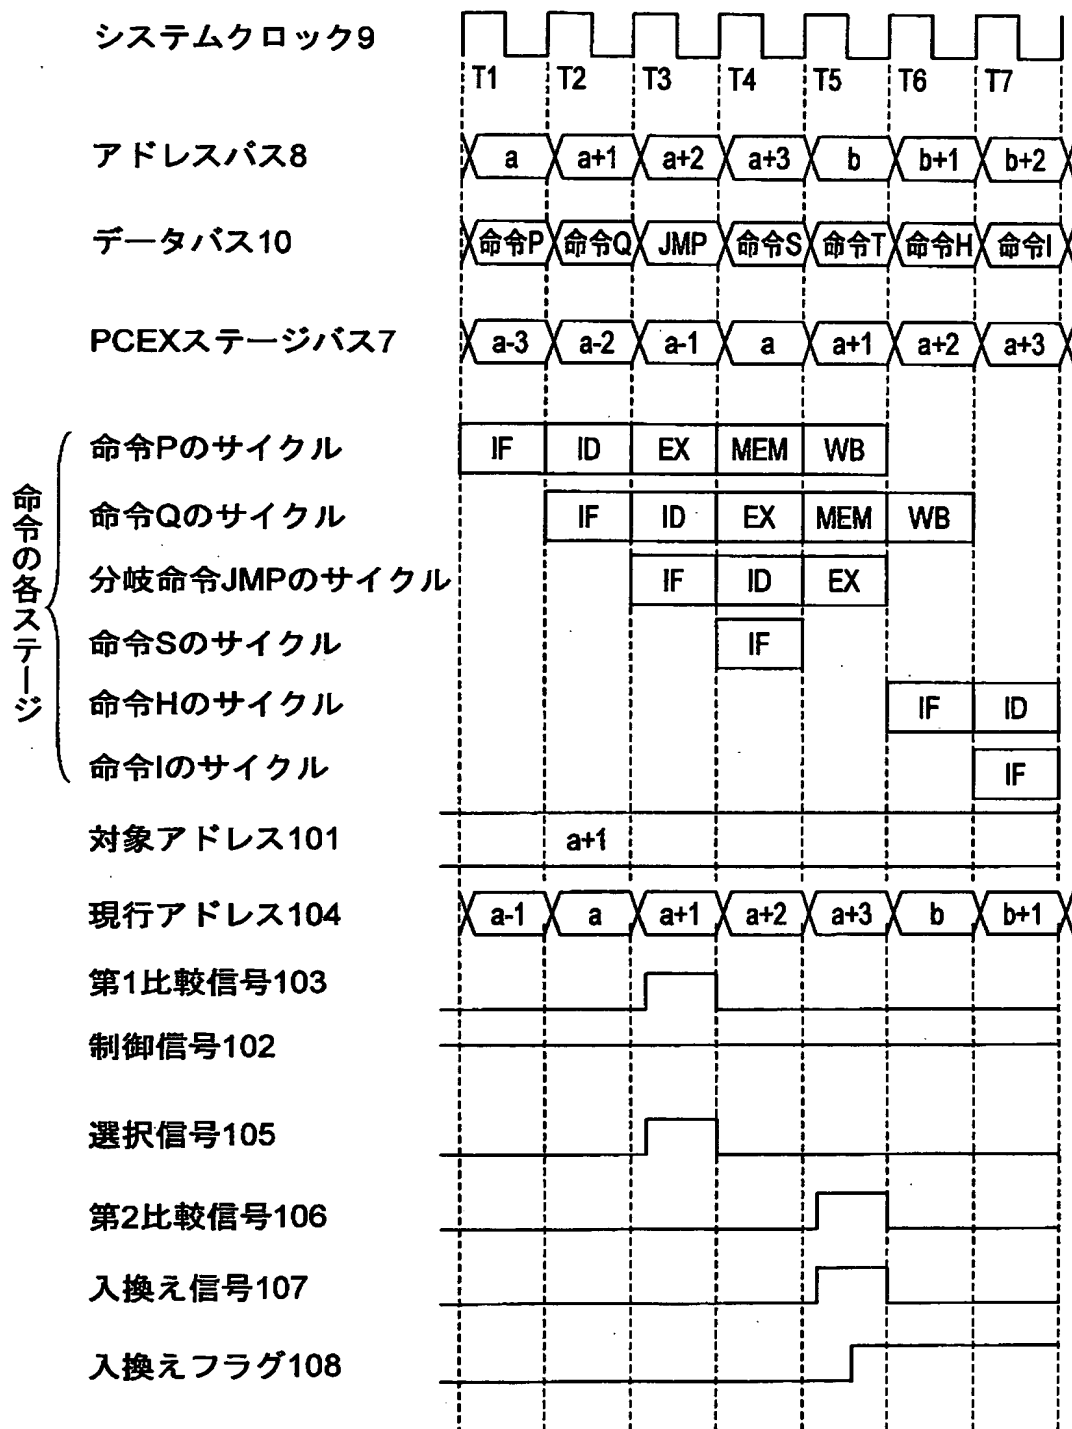 システムクロック9
T1 T2 T3 T4 T5 T6 T7
アドレスバス8 a a+1 a+2 a+3 b b+1 b+2
データバス10 命令P 命令Q JMP 命令S 命令T 命令H 命令I
PCEXステージバス7 a-3 a-2 a-1 a a+1 a+2 a+3
命令の各ステージ
命令Pのサイクル IF ID EX MEM WB
命令Qのサイクル IF ID EX MEM WB
分岐命令JMPのサイクル IF ID EX
命令Sのサイクル IF
命令Hのサイクル IF ID
命令Iのサイクル IF
対象アドレス101 a+1
現行アドレス104 a-1 a a+1 a+2 a+3 b b+1
第1比較信号103
制御信号102
選択信号105
第2比較信号106
入換え信号107
入換えフラグ108